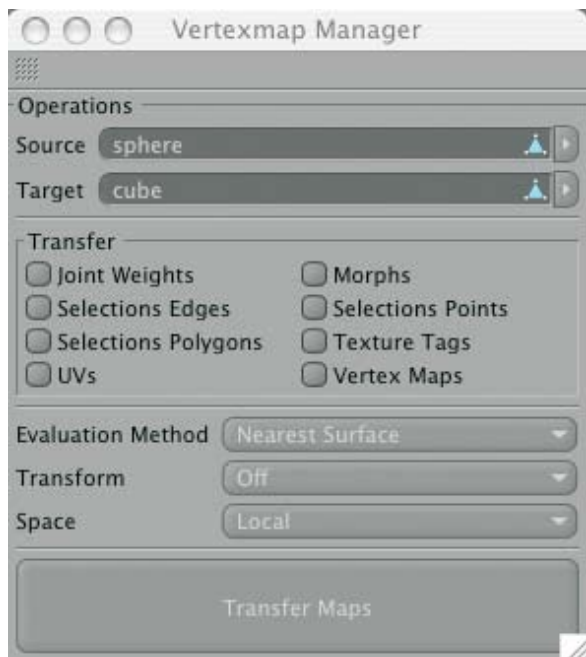 Vertexmap Manager
Operations
Source sphere
Target cube
Transfer
Joint Weights Morphs
Selections Edges Selections Points
Selections Polygons Texture Tags
UVs Vertex Maps
Evaluation Method Nearest Surface
Transform Off
Space Local
Transfer Maps